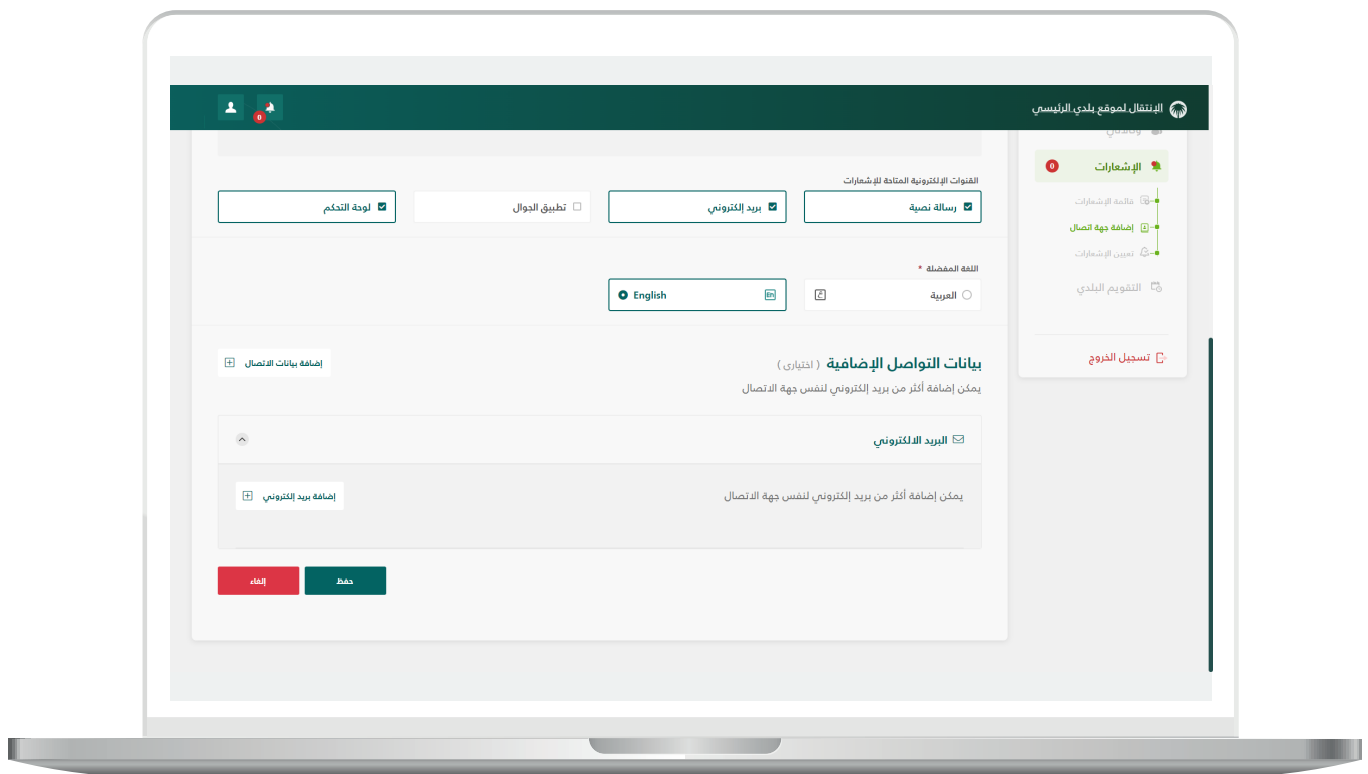 الإنتقال لموقع بلدي الرئيسي
0
الإشعارات
0
قائمة الإشعارات
إضافة جهة اتصال
تعيين الإشعارات
التقويم البلدي
تسجيل الخروج
القنوات الإلكترونية المتاحة للإشعارات
رسالة نصية
بريد إلكتروني
تطبيق الجوال
لوحة التحكم
اللغة المفضلة *
العربية
ع
En
English
بيانات التواصل الإضافية ( اختياري )
إضافة بيانات الاتصال
يمكن إضافة أكثر من بريد إلكتروني لنفس جهة الاتصال
البريد الالكتروني
يمكن إضافة أكثر من بريد إلكتروني لنفس جهة الاتصال
إضافة بريد إلكتروني
حفظ
إلغاء